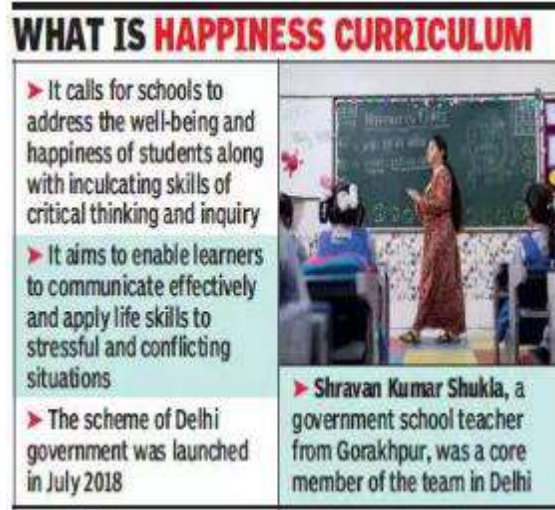 WHAT IS HAPPINESS CURRICULUM
➤ It calls for schools to
address the well-being and
happiness of students along
with inculcating skills of
critical thinking and inquiry
➤ It aims to enable learners
to communicate effectively
and apply life skills to
stressful and conflicting
situations
➤ The scheme of Delhi
government was launched
in July 2018
➤ Shravan Kumar Shukla, a
government school teacher
from Gorakhpur, was a core
member of the team in Delhi